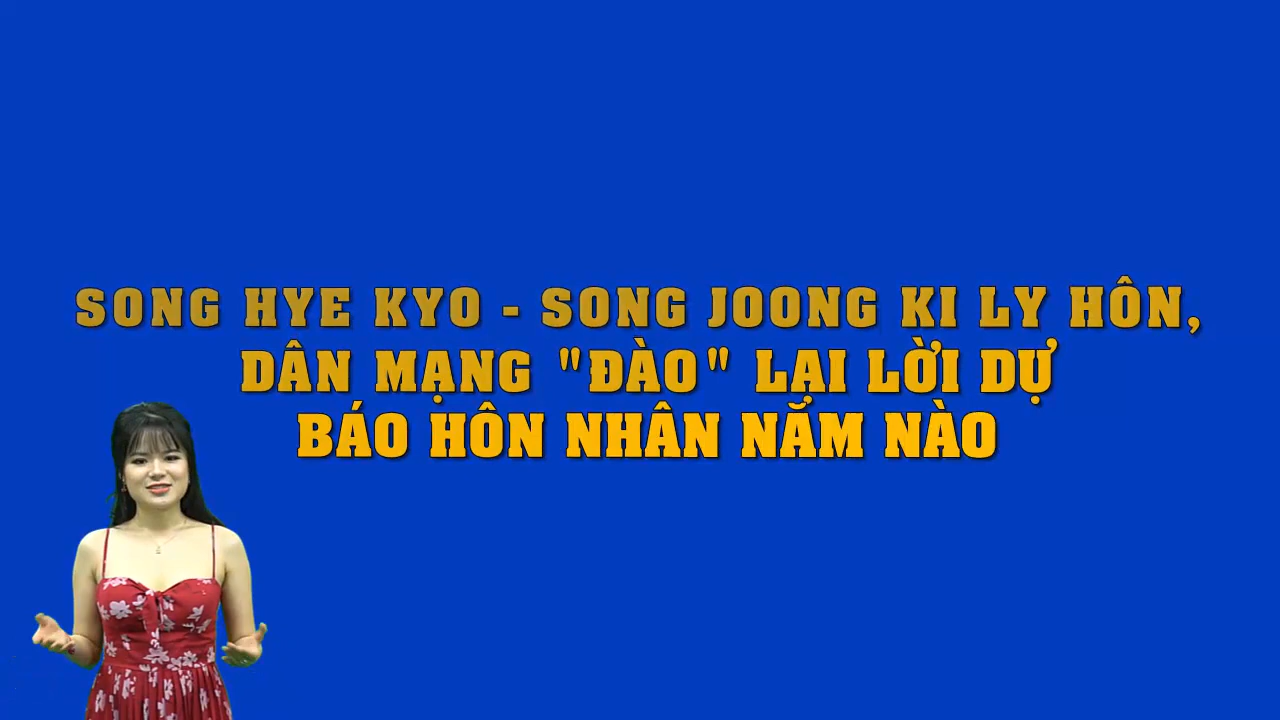 SONG HYE KYO - SONG JOONG KI LY HÔN,
DÂN MẠNG "ĐÀO" LẠI LỜI DỰ
BÁO HÔN NHÂN NĂM NÀO